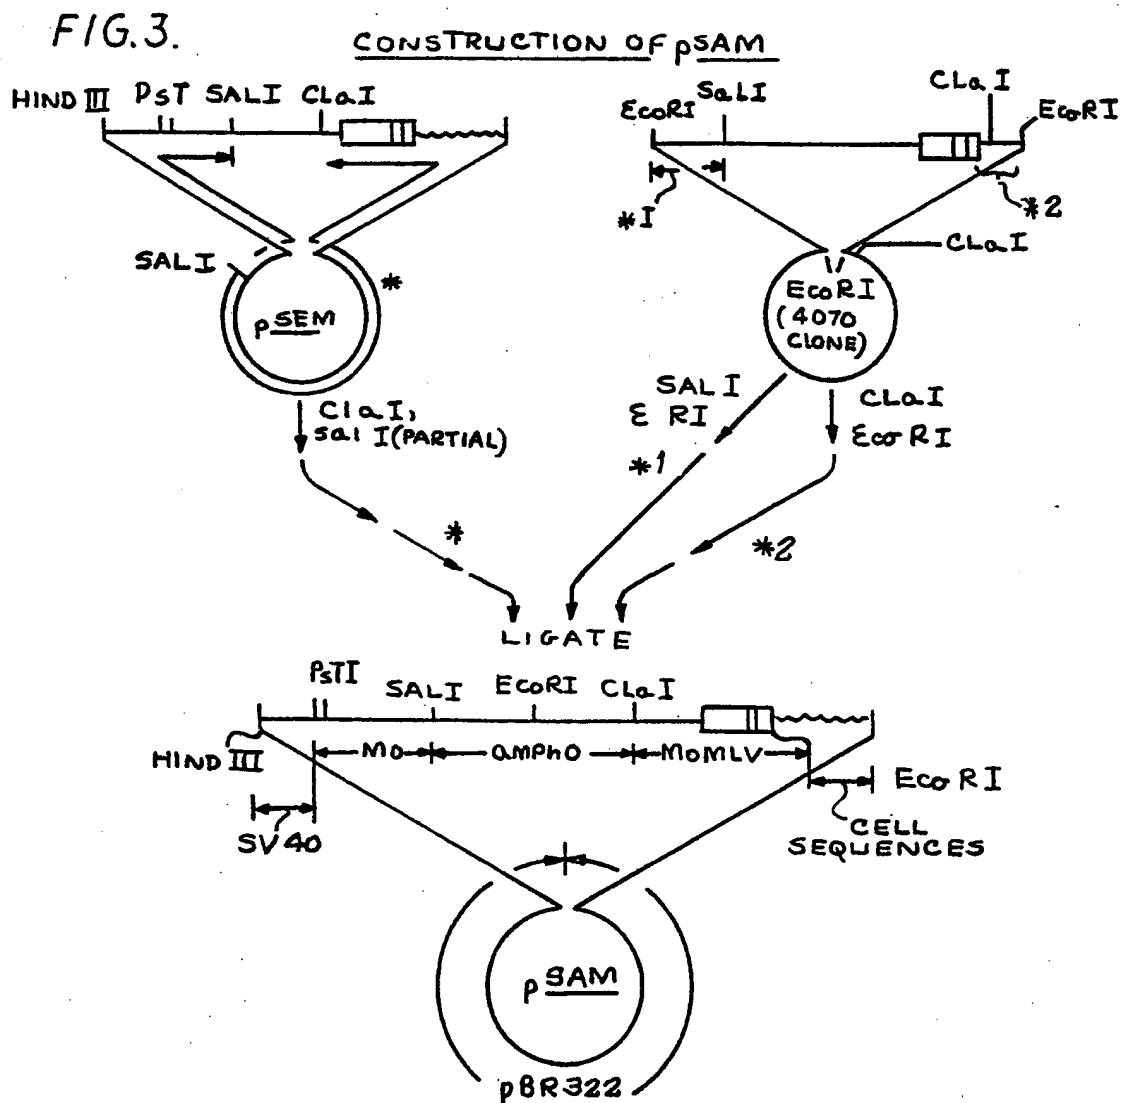 FIG.3.
CONSTRUCTION OF pSAM
HIND III PsT SALI CLaI
EcoRI SaLI CLaI EcoRI
*I *2
SALI * CLaI
pSEM
EcoRI
(4070
CLONE)
ClaI,
sal I(PARTIAL)
SALI
& RI
CLaI
EcoRI
*1
* *2
LIGATE
PsTI SALI EcoRI CLaI
HIND III MO AMPhO MoMLV EcoRI
SV40 CELL
SEQUENCES
pSAM
pBR322